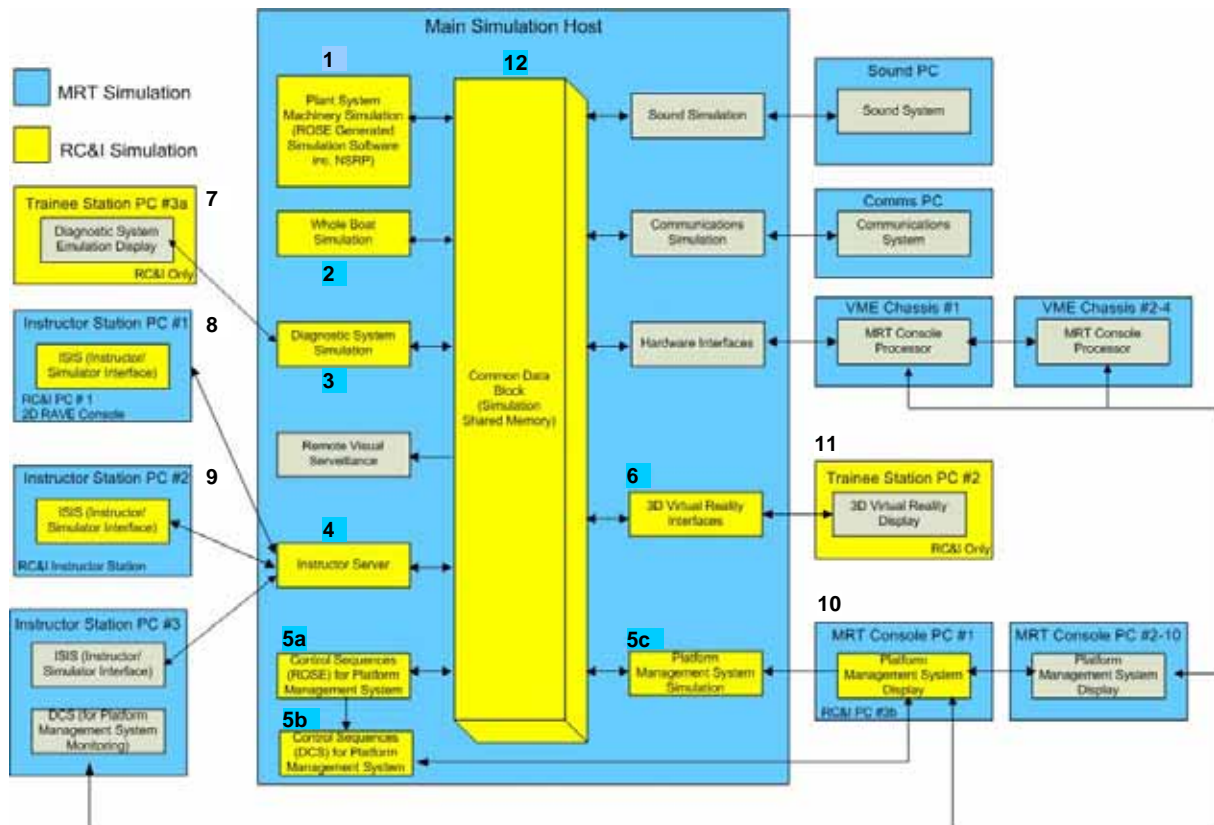 Main Simulation Host
MRT Simulation
RC&I Simulation
1
Plant System
Machinery Simulation
(ROSE Generated
Simulation Software
inc. NSRP)
Whole Boat
Simulation
2
Diagnostic System
Simulation
3
Remote Visual
Serveillance
4
Instructor Server
5a
Control Sequences
(ROSE) for Platform
Management System
5b
Control Sequences
(DCS) for Platform
Management System
12
Common Data
Block
(Simulation
Shared Memory)
Sound Simulation
Communications
Simulation
Hardware Interfaces
6
3D Virtual Reality
Interfaces
5c
Platform
Management System
Simulation
7
Trainee Station PC #3a
Diagnostic System
Emulation Display
RC&I Only
8
Instructor Station PC #1
ISIS (Instructor/
Simulator Interface)
RC&I PC # 1
2D RAVE Console
9
Instructor Station PC #2
ISIS (Instructor/
Simulator Interface)
RC&I Instructor Station
Instructor Station PC #3
ISIS (Instructor/
Simulator Interface)
DCS (for Platform
Management System
Monitoring)
Sound PC
Sound System
Comms PC
Communications
System
VME Chassis #1
MRT Console
Processor
VME Chassis #2-4
MRT Console
Processor
11
Trainee Station PC #2
3D Virtual Reality
Display
RC&I Only
10
MRT Console PC #1
Platform
Management System
Display
RC&I PC #3b
MRT Console PC #2-10
Platform
Management System
Display